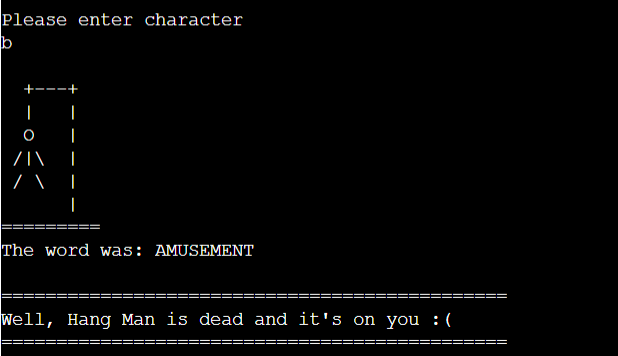 Please enter character
b
  +---+
  |   |
  O   |
 /|\  |
 / \  |
      |
=========
The word was: AMUSEMENT
==============================================
Well, Hang Man is dead and it's on you :(
==============================================